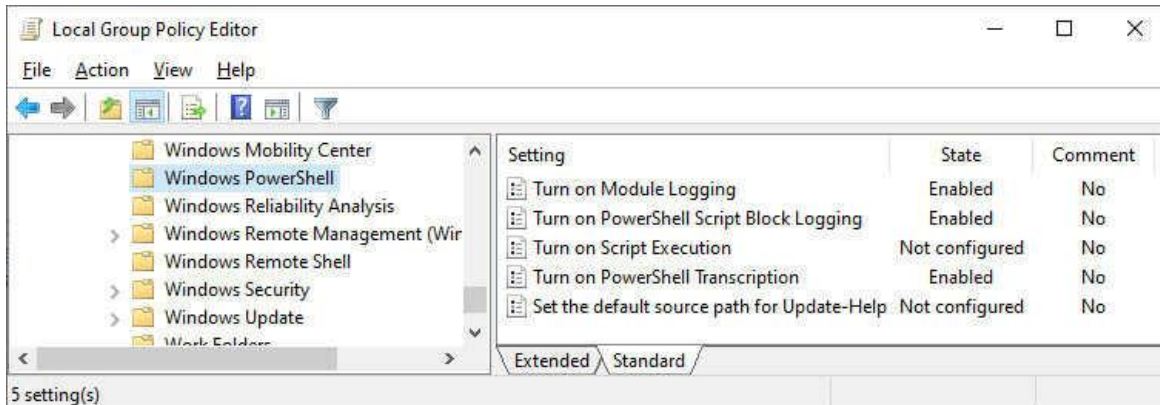 Local Group Policy Editor
File Action View Help
Windows Mobility Center
Windows PowerShell
Windows Reliability Analysis
Windows Remote Management (Wir
Windows Remote Shell
Windows Security
Windows Update
Work Folders
Setting State Comment
Turn on Module Logging Enabled No
Turn on PowerShell Script Block Logging Enabled No
Turn on Script Execution Not configured No
Turn on PowerShell Transcription Enabled No
Set the default source path for Update-Help Not configured No
Extended Standard
5 setting(s)